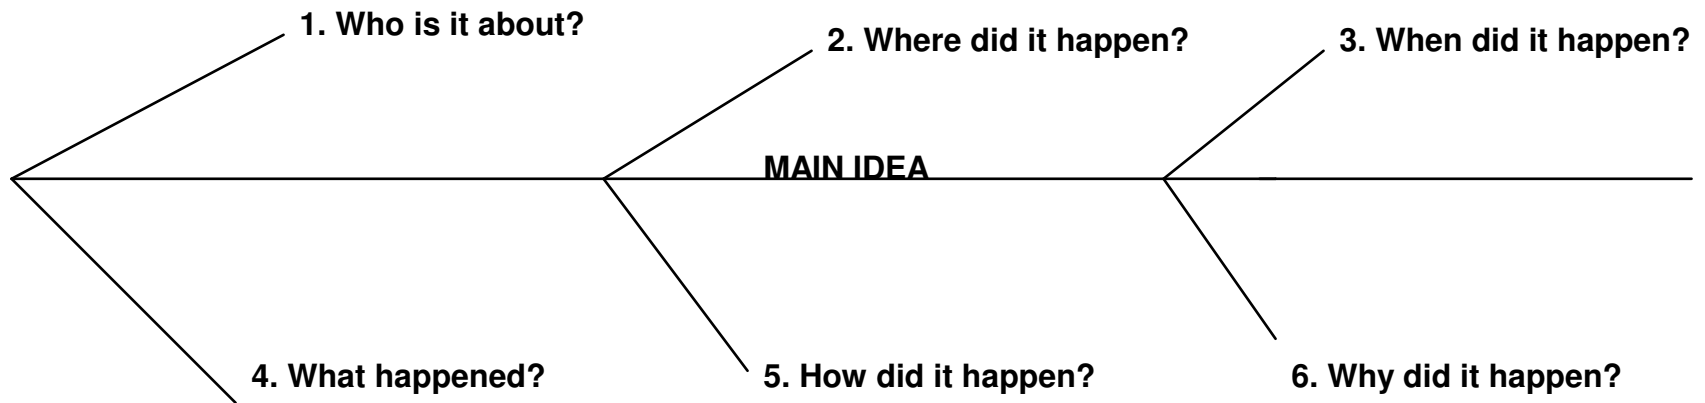 1. Who is it about?
2. Where did it happen?
3. When did it happen?
MAIN IDEA
4. What happened?
5. How did it happen?
6. Why did it happen?